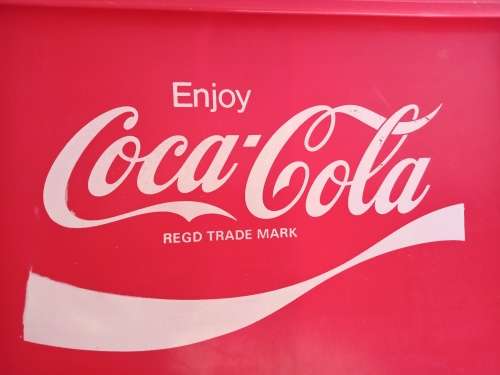 Enjoy
Coca-Cola
REGD TRADE MARK